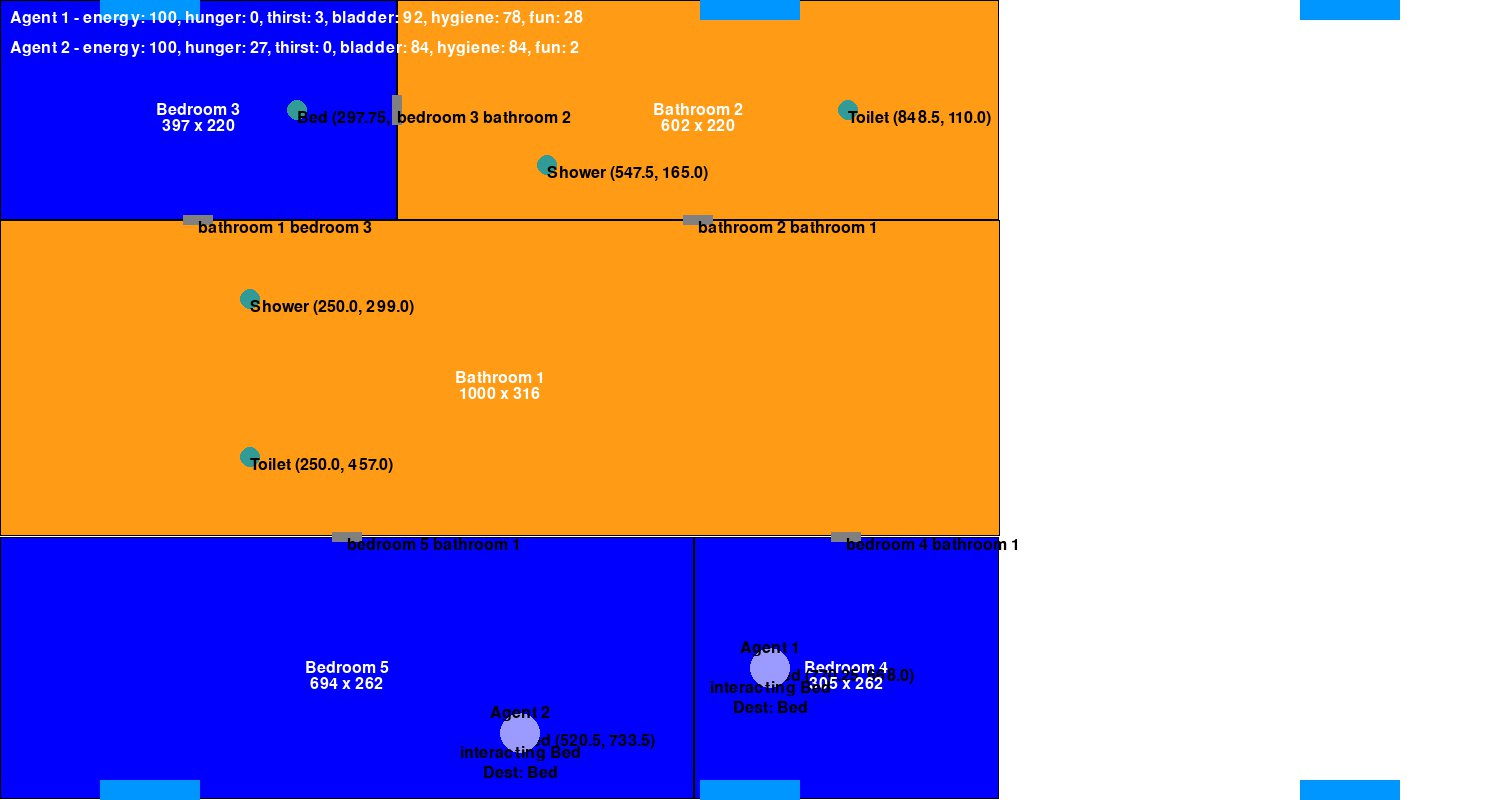 Agent 1 - energy: 100, hunger: 0, thirst: 3, bladder: 92, hygiene: 78, fun: 28
Agent 2 - energy: 100, hunger: 27, thirst: 0, bladder: 84, hygiene: 84, fun: 2
Bedroom 3
397 x 220
Bed (297.75,
bedroom 3 bathroom 2
Bathroom 2
602 x 220
Toilet (848.5, 110.0)
Shower (547.5, 165.0)
bathroom 1 bedroom 3
bathroom 2 bathroom 1
Shower (250.0, 299.0)
Bathroom 1
1000 x 316
Toilet (250.0, 457.0)
bedroom 5 bathroom 1
bedroom 4 bathroom 1
Agent 1
Bedroom 4
305 x 262
interacting Bed
Dest: Bed
Bedroom 5
694 x 262
Agent 2
(520.5, 733.5)
interacting Bed
Dest: Bed